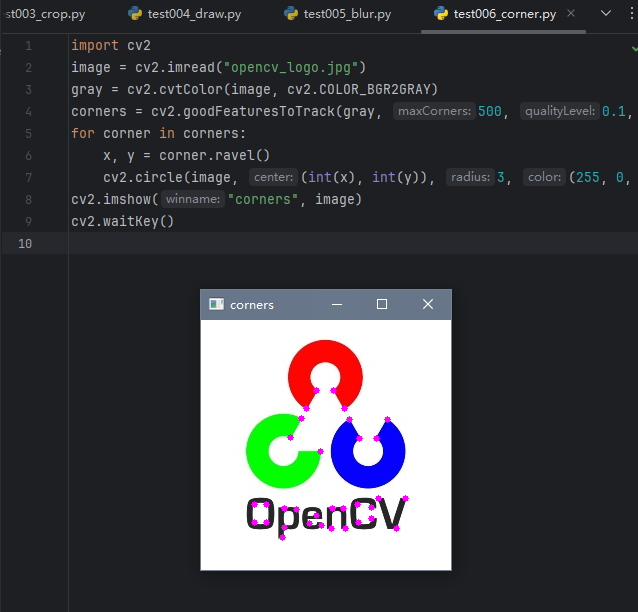 st003_crop.py test004_draw.py test005_blur.py test006_corner.py
1 import cv2
2 image = cv2.imread("opencv_logo.jpg")
3 gray = cv2.cvtColor(image, cv2.COLOR_BGR2GRAY)
4 corners = cv2.goodFeaturesToTrack(gray, maxCorners: 500, qualityLevel: 0.1,
5 for corner in corners:
6 x, y = corner.ravel()
7 cv2.circle(image, center: (int(x), int(y)), radius: 3, color: (255, 0,
8 cv2.imshow( winname: "corners", image)
9 cv2.waitKey()
10
corners
OpenCV